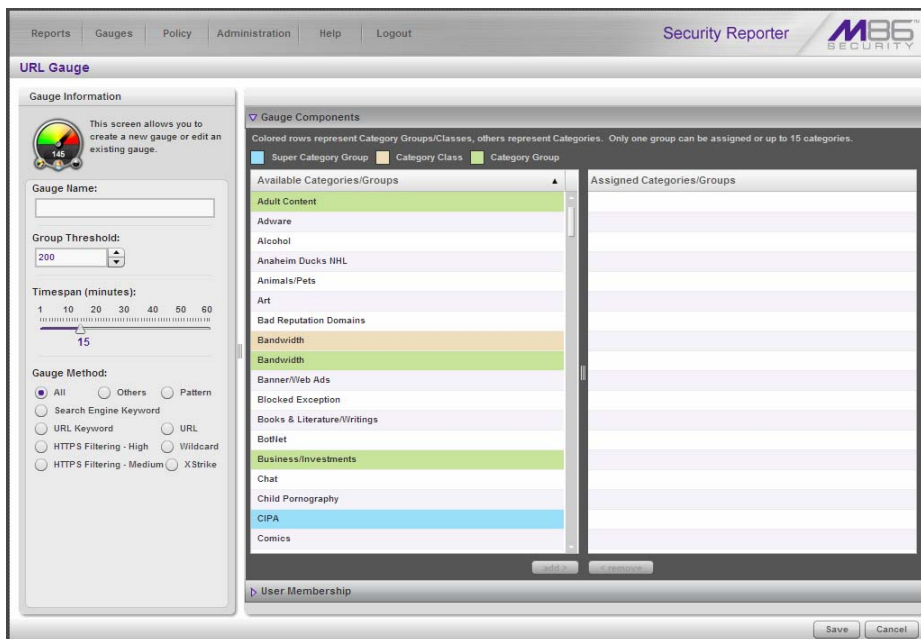 Reports Gauges Policy Administration Help Logout
Security Reporter
M86
SECURITY
URL Gauge
Gauge Information
145
This screen allows you to
create a new gauge or edit an
existing gauge.
Gauge Name:
Group Threshold:
200
Timespan (minutes):
1 10 20 30 40 50 60
15
Gauge Method:
All Others Pattern
Search Engine Keyword
URL Keyword URL
HTTPS Filtering - High Wildcard
HTTPS Filtering - Medium XStrike
Gauge Components
Colored rows represent Category Groups/Classes, others represent Categories. Only one group can be assigned or up to 15 categories.
Super Category Group Category Class Category Group
Available Categories/Groups
Adult Content
Adware
Alcohol
Anaheim Ducks NHL
Animals/Pets
Art
Bad Reputation Domains
Bandwidth
Bandwidth
Banner/Web Ads
Blocked Exception
Books & Literature/Writings
BotNet
Business/Investments
Chat
Child Pornography
CIPA
Comics
Assigned Categories/Groups
add > < remove
User Membership
Save Cancel